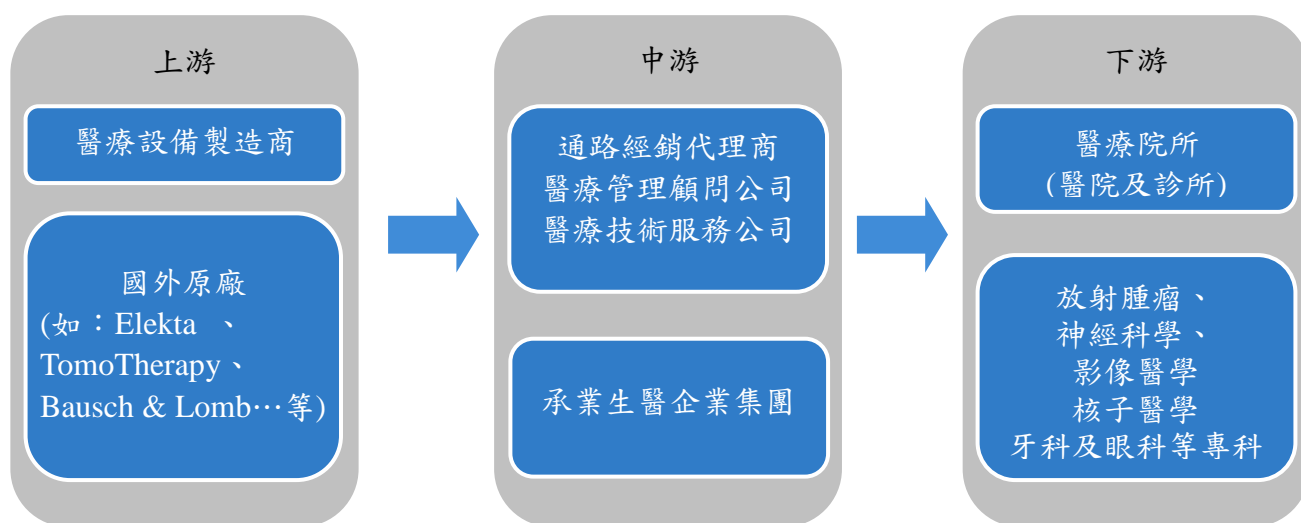 上游
醫療設備製造商
國外原廠
(如：Elekta 、
TomoTherapy、
Bausch & Lomb…等)
中游
通路經銷代理商
醫療管理顧問公司
醫療技術服務公司
承業生醫企業集團
下游
醫療院所
(醫院及診所)
放射腫瘤、
神經科學、
影像醫學
核子醫學
牙科及眼科等專科